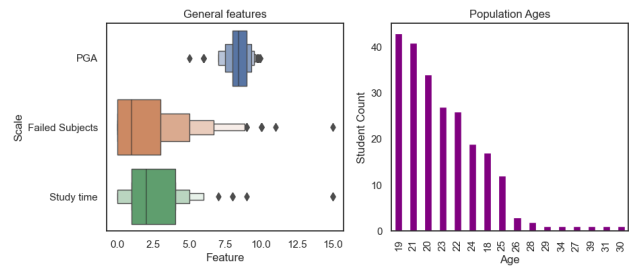 General features
Scale
PGA
Failed Subjects
Study time
0.0 2.5 5.0 7.5 10.0 12.5 15.0
Feature
Population Ages
Student Count
40
30
20
10
0
19 21 20 23 22 24 18 25 26 28 29 34 27 39 31 30
Age